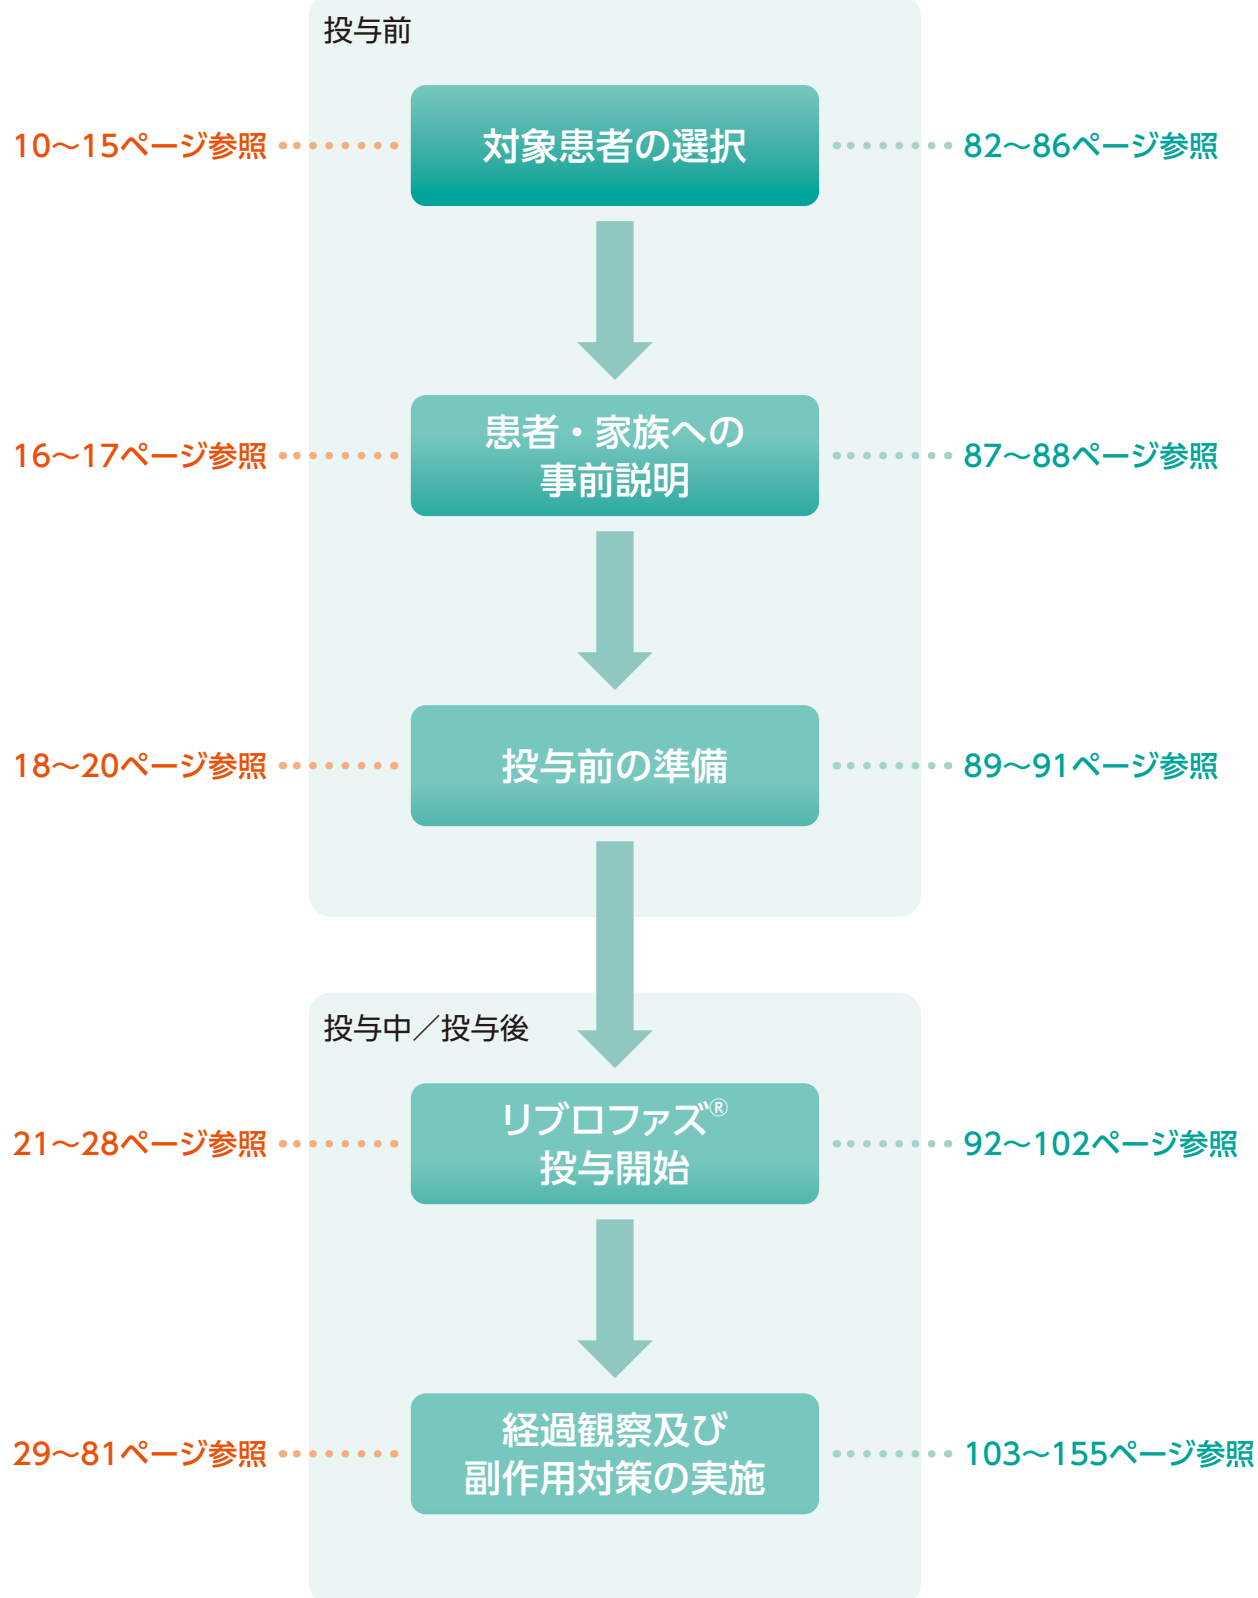 投与前
10～15ページ参照
対象患者の選択
82～86ページ参照
16～17ページ参照
患者・家族への
事前説明
87～88ページ参照
18～20ページ参照
投与前の準備
89～91ページ参照
投与中／投与後
21～28ページ参照
リブロファズ®
投与開始
92～102ページ参照
29～81ページ参照
経過観察及び
副作用対策の実施
103～155ページ参照